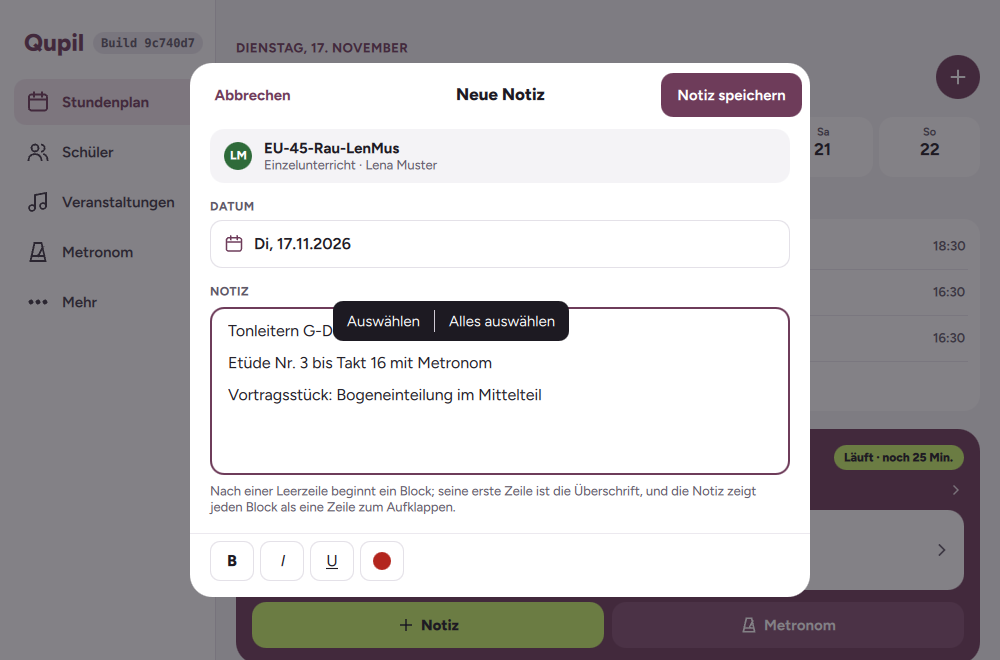 Qupil Build 9c740d7
Stundenplan
Schüler
Veranstaltungen
Metronom
Mehr
DIENSTAG, 17. NOVEMBER
Sa
21
So
22
18:30
16:30
16:30
Läuft · noch 25 Min.
Notiz
Metronom
Abbrechen
Neue Notiz
Notiz speichern
LM
EU-45-Rau-LenMus
Einzelunterricht · Lena Muster
DATUM
Di, 17.11.2026
NOTIZ
Auswählen
Alles auswählen
Tonleitern G-D
Etüde Nr. 3 bis Takt 16 mit Metronom
Vortragsstück: Bogeneinteilung im Mittelteil
Nach einer Leerzeile beginnt ein Block; seine erste Zeile ist die Überschrift, und die Notiz zeigt
jeden Block als eine Zeile zum Aufklappen.
B
I
U